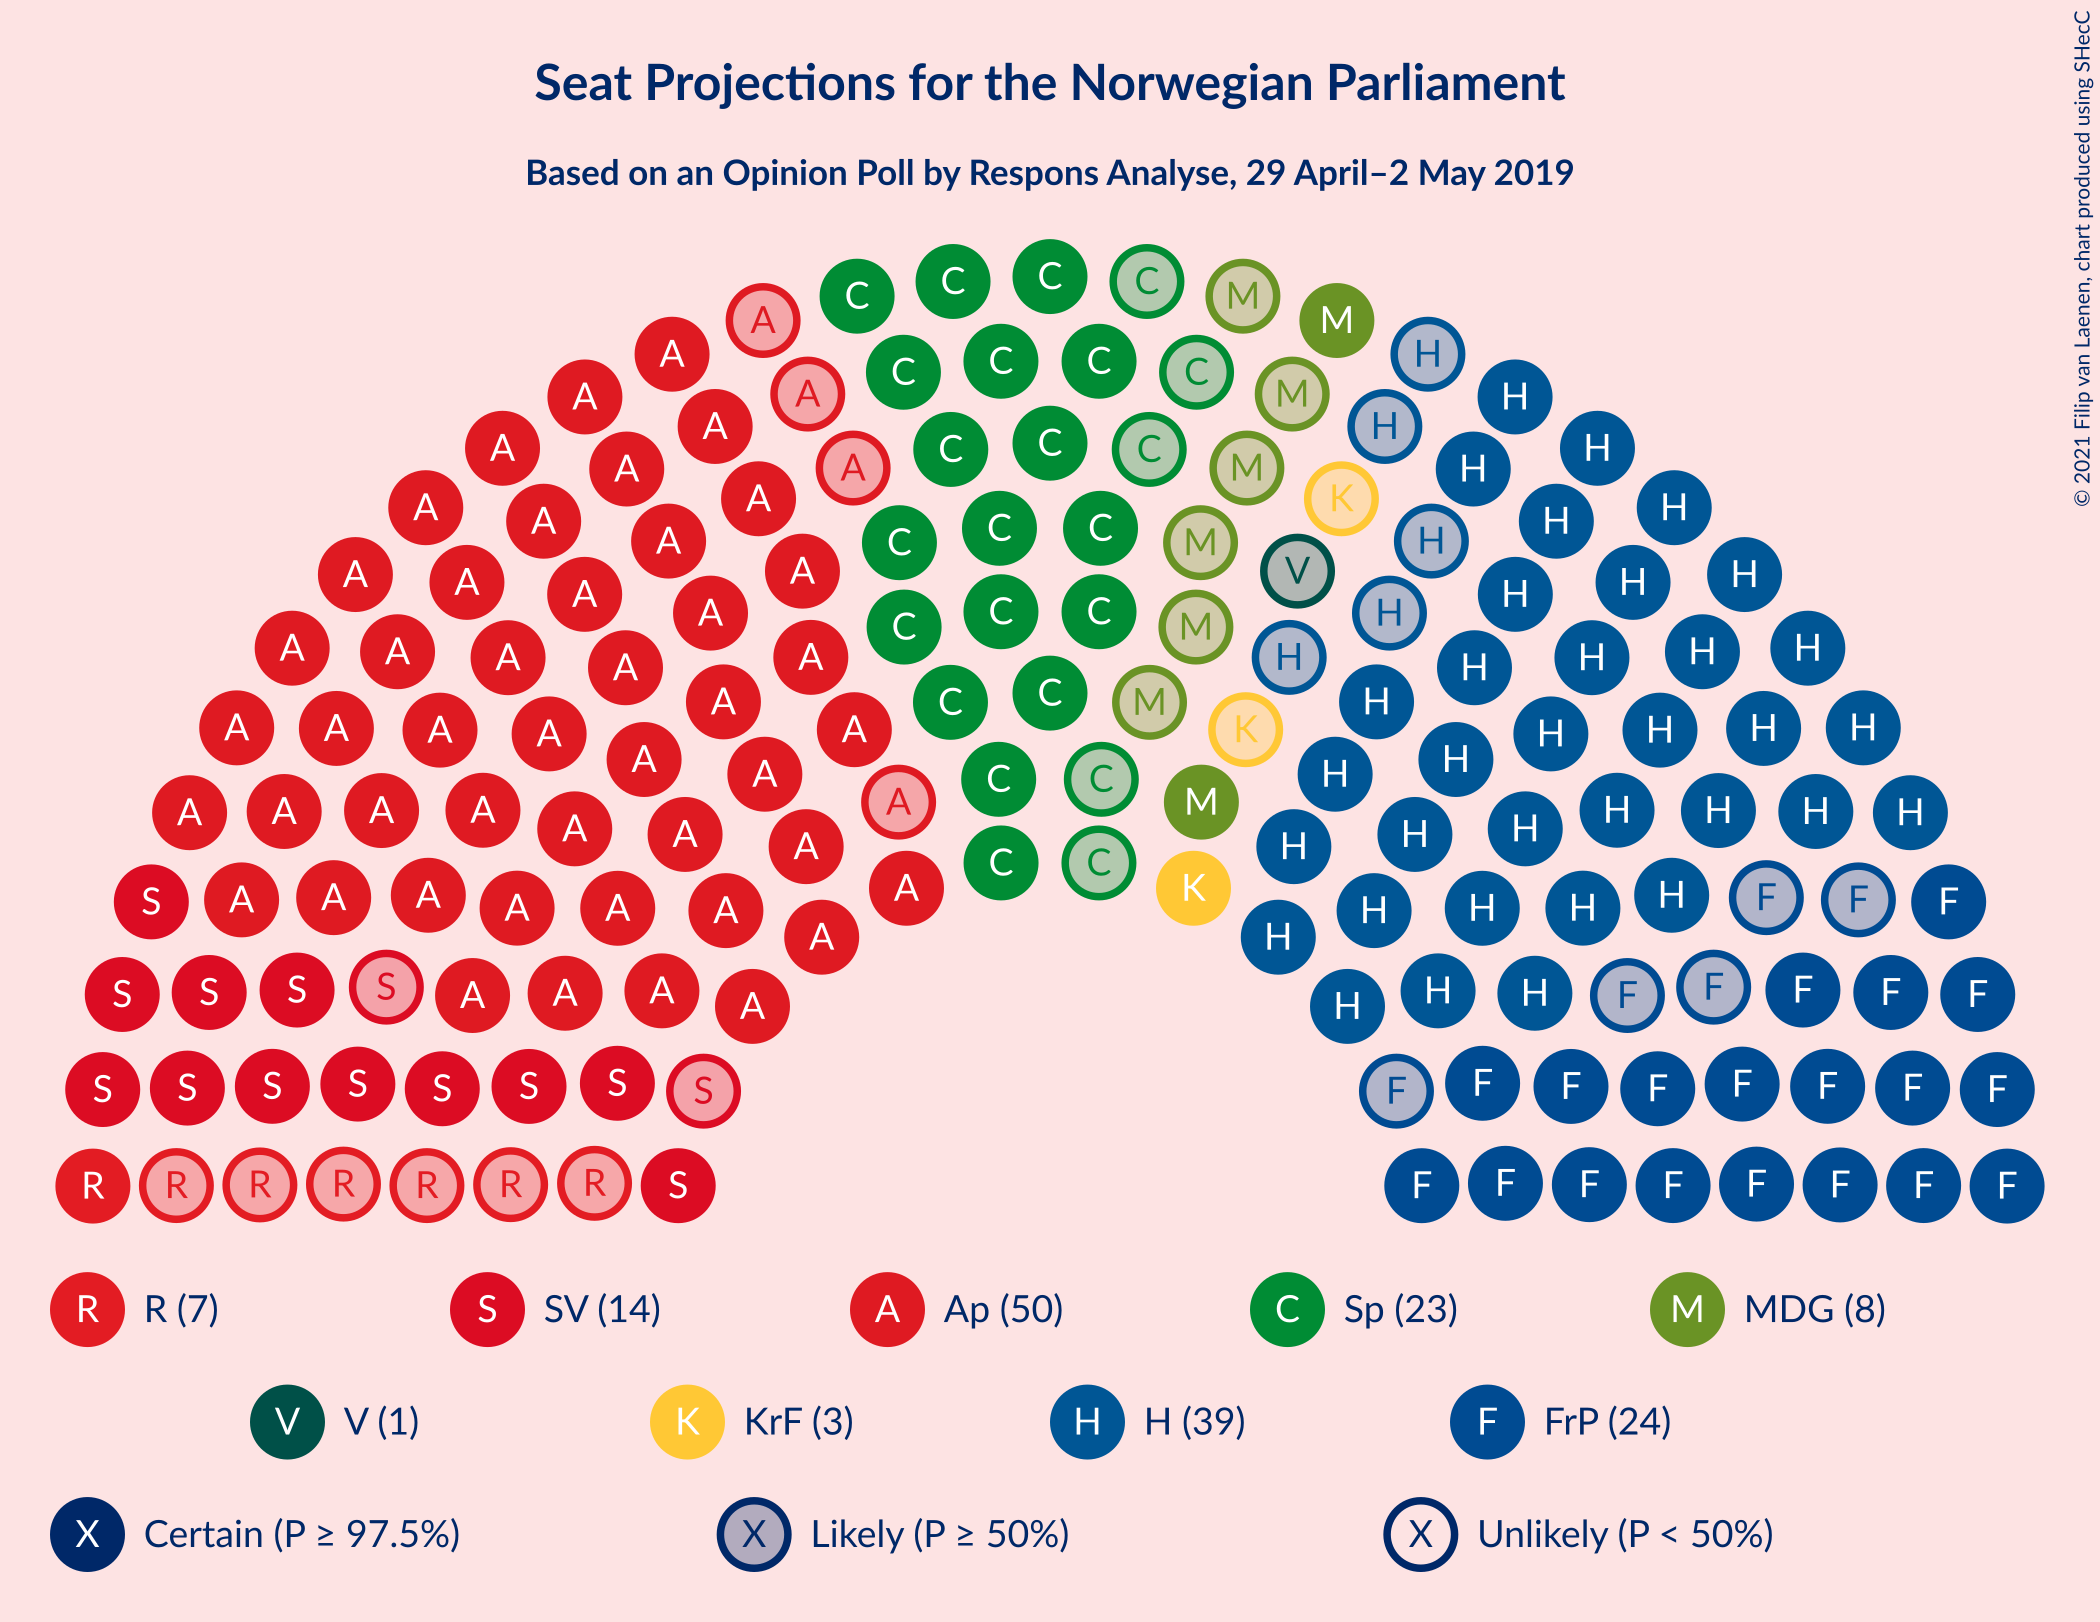 © 2021 Filip van Laenen, chart produced using SHecC
Seat Projections for the Norwegian Parliament
Based on an Opinion Poll by Respons Analyse, 29 April–2 May 2019
C C C C M
A M
A C C C C H
A A M H
A A C C C H H
A A M H
A A K H
A A C C C M H H
A A A A V H H H
A C C C M H
A A A A A H H H H H
A C C M H
A A A A A K H H H H
A A C C H H
A A A A A A A A M H H H H H H H
S A A A A A A A C C K H H H H F F F
A H
S S S S A A A A H H H F F F F F
S S S S S S S S F F F F F F F F
R R R R R R R S F F F F F F F F
R R (7) S SV (14) A Ap (50) C Sp (23) M MDG (8)
V V (1) K KrF (3) H H (39) F FrP (24)
X Certain (P ≥ 97.5%) X Likely (P ≥ 50%) X Unlikely (P < 50%)